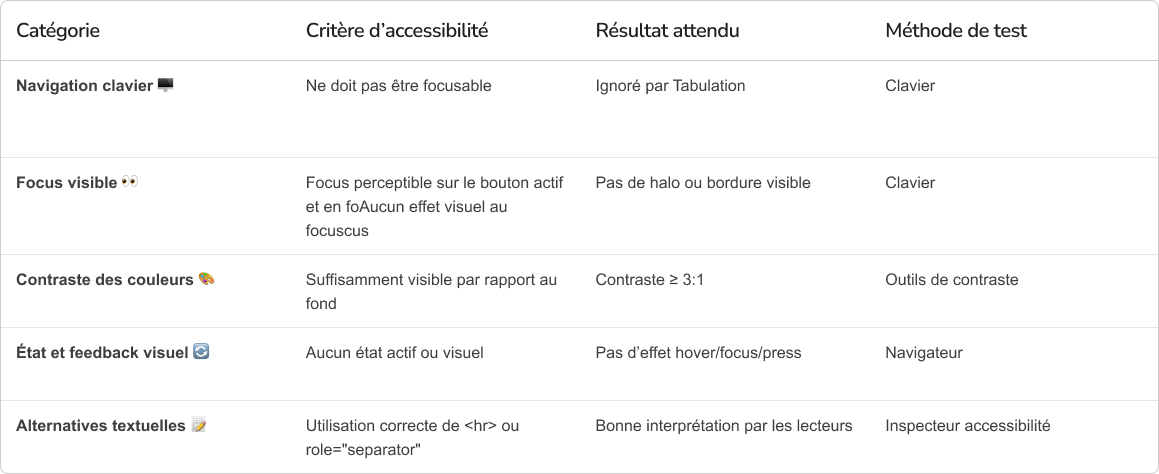 Catégorie Critère d’accessibilité Résultat attendu Méthode de test
Navigation clavier 🖥️ Ne doit pas être focusable Ignoré par Tabulation Clavier
Focus visible 👀 Focus perceptible sur le bouton actif Pas de halo ou bordure visible Clavier
et en foAucun effet visuel au
focuscus
Contraste des couleurs 🎨 Suffisamment visible par rapport au Contraste ≥ 3:1 Outils de contraste
fond
État et feedback visuel 🔄 Aucun état actif ou visuel Pas d’effet hover/focus/press Navigateur
Alternatives textuelles 📝 Utilisation correcte de <hr> ou Bonne interprétation par les lecteurs Inspecteur accessibilité
role="separator"